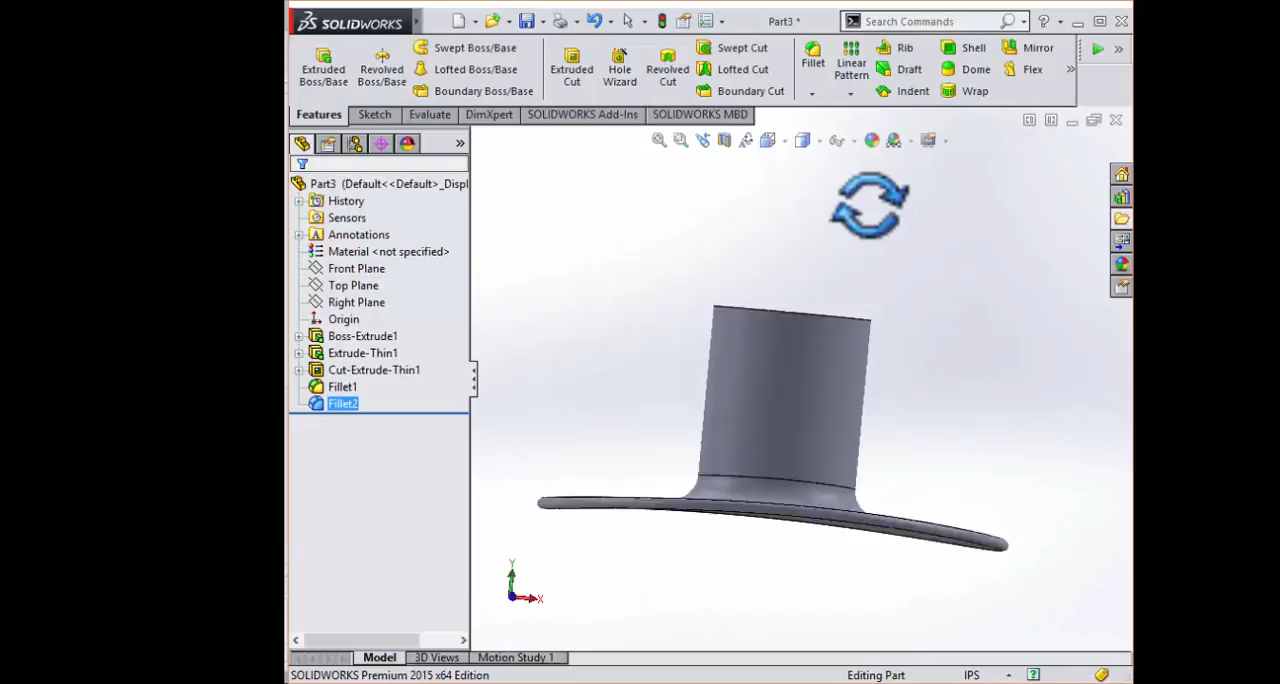 SOLIDWORKS
Part3 *
Search Commands
Extruded Boss/Base
Revolved Boss/Base
Swept Boss/Base
Lofted Boss/Base
Boundary Boss/Base
Extruded Cut
Hole Wizard
Revolved Cut
Swept Cut
Lofted Cut
Boundary Cut
Fillet
Linear Pattern
Rib
Draft
Indent
Shell
Dome
Wrap
Mirror
Flex
Features
Sketch
Evaluate
DimXpert
SOLIDWORKS Add-Ins
SOLIDWORKS MBD
Part3 (Default<<Default>_Displ
History
Sensors
Annotations
Material <not specified>
Front Plane
Top Plane
Right Plane
Origin
Boss-Extrude1
Extrude-Thin1
Cut-Extrude-Thin1
Fillet1
Fillet2
Y
X
Model
3D Views
Motion Study 1
SOLIDWORKS Premium 2015 x64 Edition
Editing Part
IPS